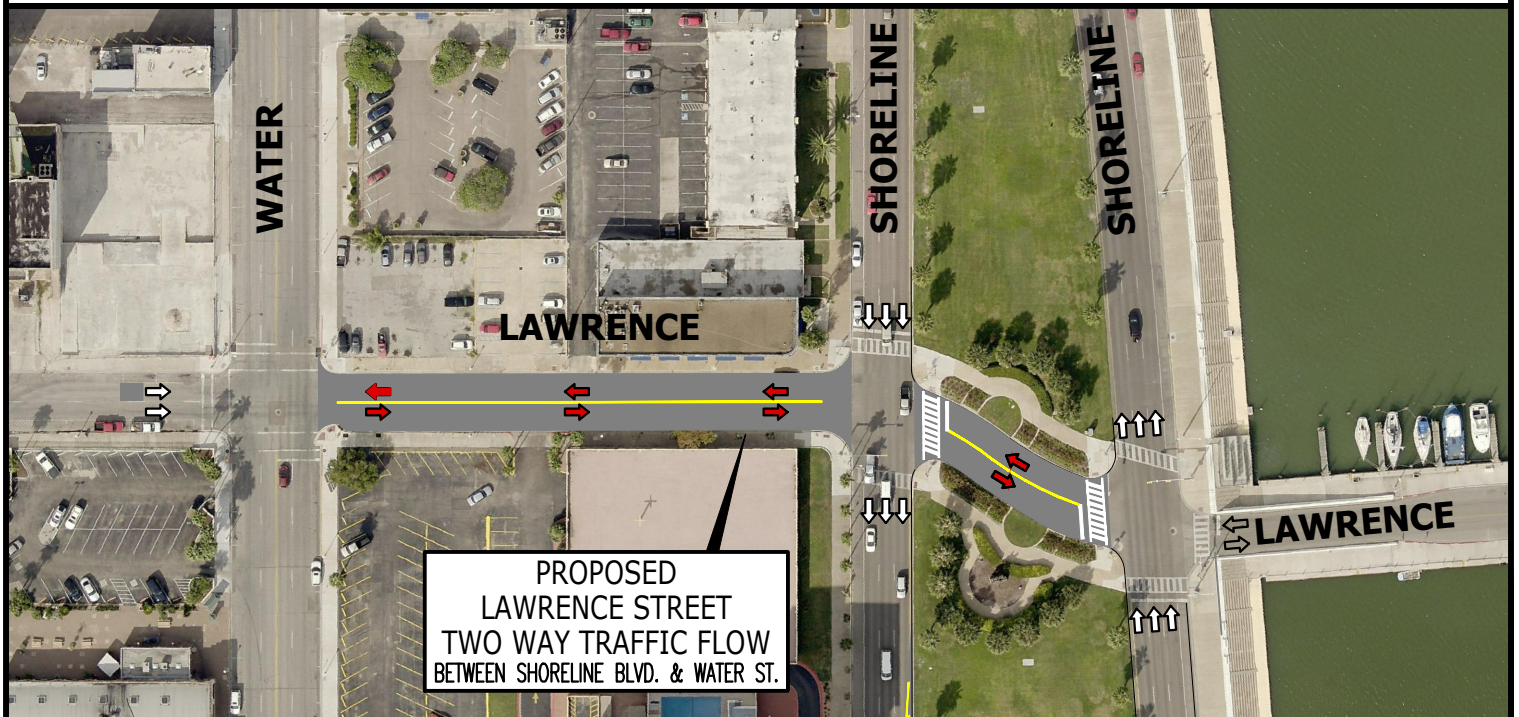 WATER
SHORELINE
SHORELINE
LAWRENCE
LAWRENCE
PROPOSED
LAWRENCE STREET
TWO WAY TRAFFIC FLOW
BETWEEN SHORELINE BLVD. & WATER ST.